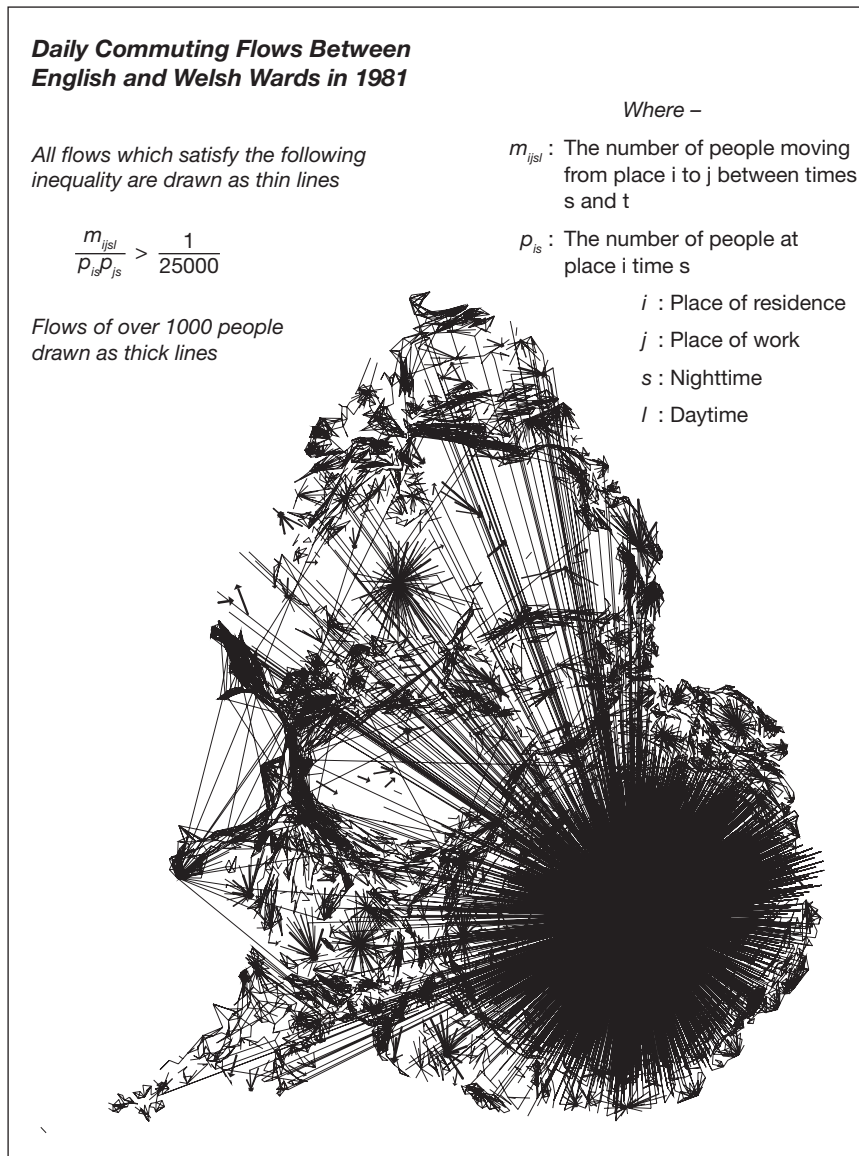 Daily Commuting Flows Between
English and Welsh Wards in 1981
All flows which satisfy the following
inequality are drawn as thin lines
m_ijsl / p_is p_js > 1 / 25000
Flows of over 1000 people
drawn as thick lines
Where –
m_ijsl : The number of people moving
from place i to j between times
s and t
p_is : The number of people at
place i time s
i : Place of residence
j : Place of work
s : Nighttime
l : Daytime